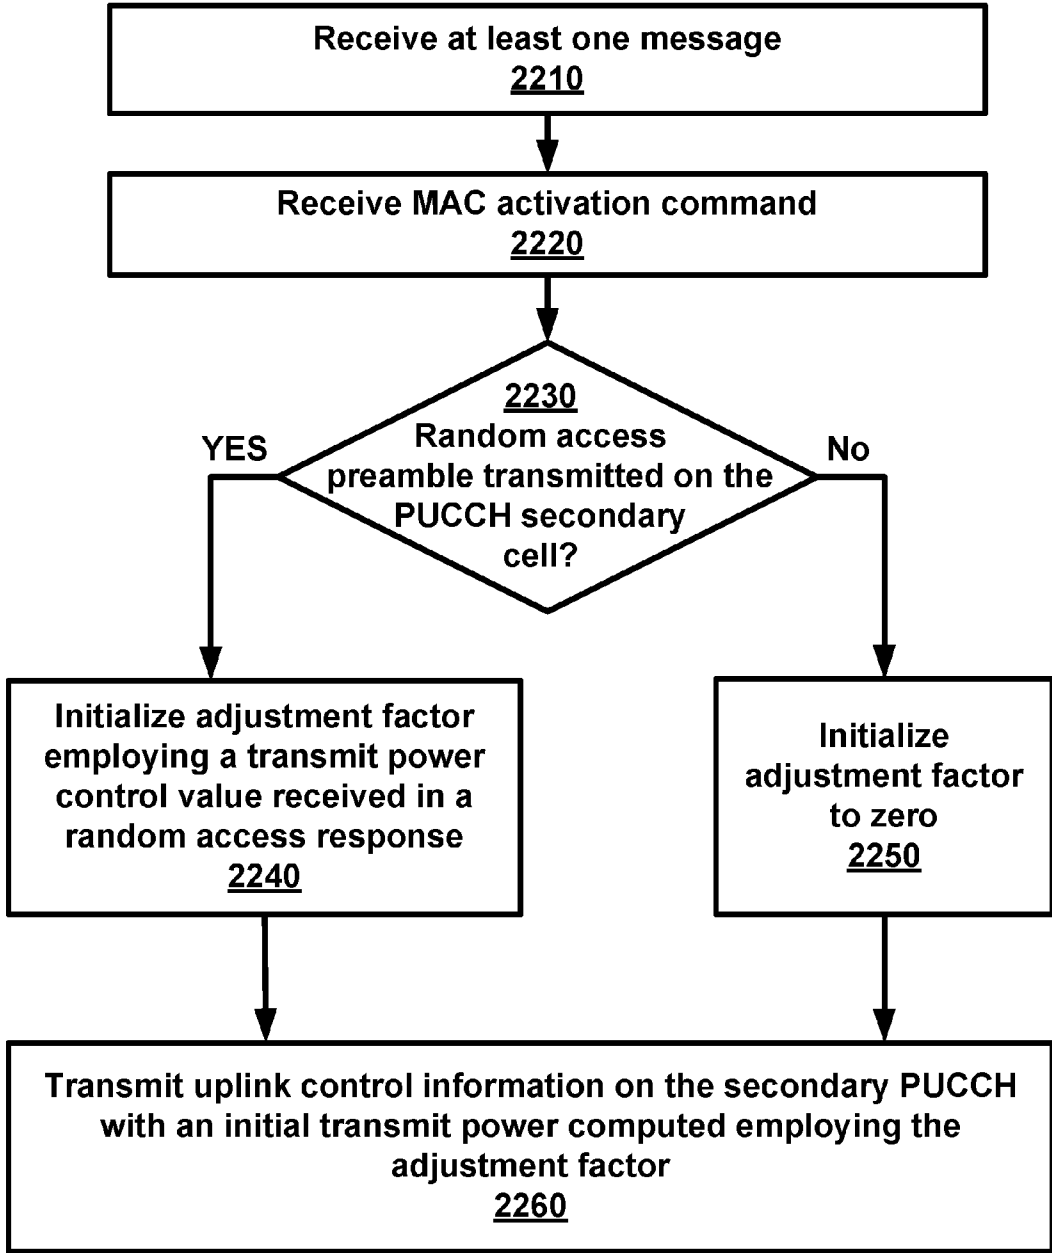 Receive at least one message
2210
Receive MAC activation command
2220
2230
Random access
preamble transmitted on the
PUCCH secondary
cell?
YES
No
Initialize adjustment factor
employing a transmit power
control value received in a
random access response
2240
Initialize
adjustment factor
to zero
2250
Transmit uplink control information on the secondary PUCCH
with an initial transmit power computed employing the
adjustment factor
2260